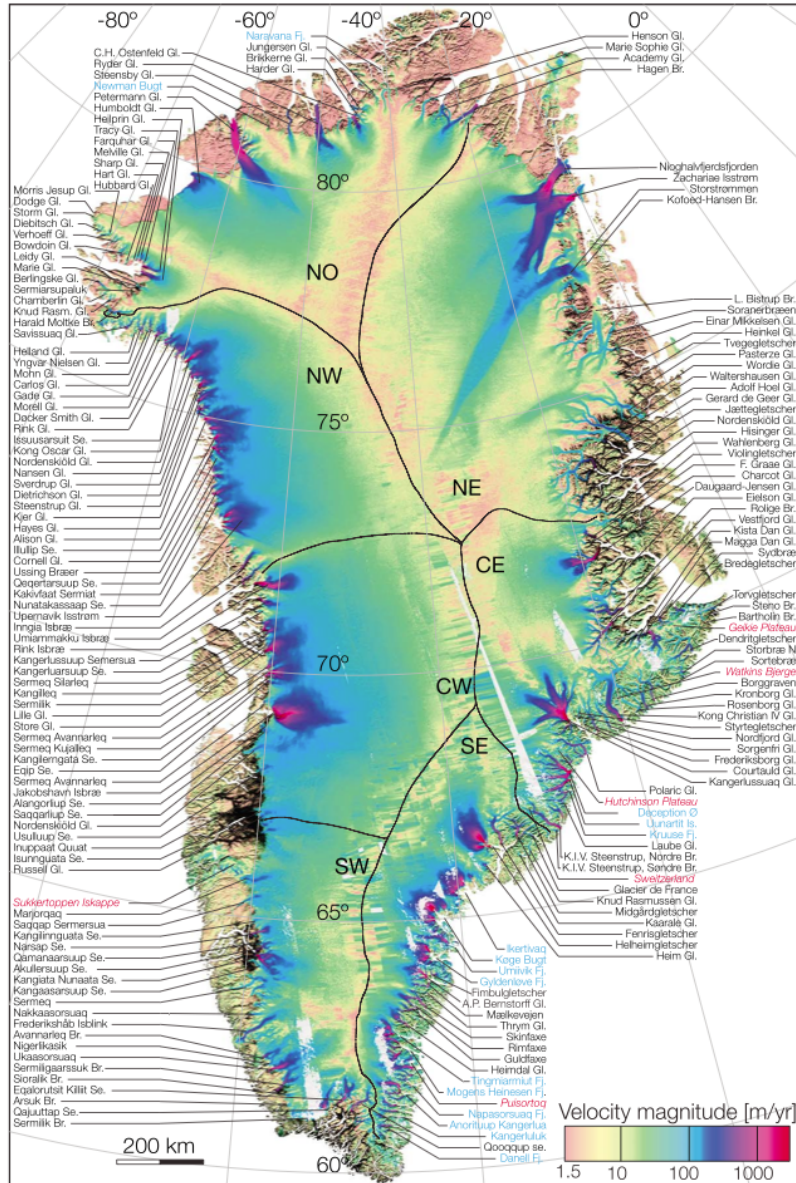 -80º
-60º
-40º
-20º
0º
C.H. Ostenfeld Gl.
Ryder Gl.
Steensby Gl.
Newman Bugt
Petermann Gl.
Humboldt Gl.
Heilprin Gl.
Tracy Gl.
Farquhar Gl.
Melville Gl.
Sharp Gl.
Hart Gl.
Hubbard Gl.
Naravana Fj.
Jungersen Gl.
Brikkerne Gl.
Harder Gl.
Henson Gl.
Marie Sophie Gl.
Academy Gl.
Hagen Br.
Morris Jesup Gl.
Dodge Gl.
Storm Gl.
Diebitsch Gl.
Verhoeff Gl.
Bowdoin Gl.
Leidy Gl.
Marie Gl.
Berlingske Gl.
Sermiarsupaluk
Chamberlin Gl.
Knud Rasm. Gl.
Harald Moltke Br.
Savissuaq Gl.
Helland Gl.
Yngvar Nielsen Gl.
Mohn Gl.
Carlos Gl.
Gade Gl.
Morell Gl.
Døcker Smith Gl.
Rink Gl.
Issuusarsuit Se.
Kong Oscar Gl.
Nordenskiöld Gl.
Nansen Gl.
Sverdrup Gl.
Dietrichson Gl.
Steenstrup Gl.
Kjer Gl.
Hayes Gl.
Alison Gl.
Illullip Se.
Cornell Gl.
Ussing Bræer
Qeqertarsuup Se.
Kakivfaat Sermiat
Nunatakassaap Se.
Upernavik Isstrøm
Inngia Isbræ
Umiammakku Isbræ
Rink Isbræ
Kangerlussuup Semersua
Kangerluarsuup Se.
Sermeq Silarleq
Kangilleq
Sermilik
Lille Gl.
Store Gl.
Sermeq Avannarleq
Sermeq Kujalleq
Kangilerngata Se.
Eqip Se.
Sermeq Avannarleq
Jakobshavn Isbræ
Alangorliup Se.
Saqqarliup Se.
Nordenskiöld Gl.
Usulluup Se.
Inuppaat Quuat
Isunnguata Se.
Russell Gl.
Sukkertoppen Iskappe
Marjorqaq
Saqqap Sermersua
Kangilinnguata Se.
Narsap Se.
Qamanaarsuup Se.
Akullersuup Se.
Kangiata Nunaata Se.
Kangaasarsuup Se.
Sermeq
Nakkaasorsuaq
Frederikshåb Isblink
Avannarleq Br.
Nigerlikasik
Ukaasorsuaq
Sermiligaarssuk Br.
Sioralik Br.
Eqalorutsit Killiit Se.
Arsuk Br.
Qajuuttap Se.
Sermilik Br.
Nioghalvfjerdsfjorden
Zachariae Isstrøm
Storstrømmen
Kofoed-Hansen Br.
L. Bistrup Br.
Soranerbræen
Einar Mikkelsen Gl.
Heinkel Gl.
Tvegegletscher
Pasterze Gl.
Wordie Gl.
Waltershausen Gl.
Adolf Hoel Gl.
Gerard de Geer Gl.
Jættegletscher
Nordenskiöld Gl.
Hisinger Gl.
Wahlenberg Gl.
Violingletscher
F. Graae Gl.
Charcot Gl.
Daugaard-Jensen Gl.
Eielson Gl.
Rolige Br.
Vestfjord Gl.
Kista Dan Gl.
Magga Dan Gl.
Sydbræ
Bredegletscher
Torvgletscher
Steno Br.
Bartholin Br.
Geikie Plateau
Dendritgletscher
Storbræ N
Sortebræ
Watkins Bjerge
Borggraven
Kronborg Gl.
Rosenborg Gl.
Kong Christian IV Gl.
Styrtegletscher
Nordfjord Gl.
Sorgenfri Gl.
Frederiksborg Gl.
Courtauld Gl.
Kangerlussuaq Gl.
Polaric Gl.
Hutchinson Plateau
Deception Ø
Uunartit Is.
Kruuse Fj.
Laube Gl.
K.I.V. Steenstrup, Nordre Br.
K.I.V. Steenstrup, Søndre Br.
Sweitzerland
Glacier de France
Knud Rasmussen Gl.
Midgårdgletscher
Kaarale Gl.
Fenrisgletscher
Helheimgletscher
Heim Gl.
Ikertivaq
Køge Bugt
Umiivik Fj.
Gyldenløve Fj.
Fimbulgletscher
A.P. Bernstorff Gl.
Mælkevejen
Thrym Gl.
Skinfaxe
Rimfaxe
Guldfaxe
Heimdal Gl.
Tingmiarmiut Fj.
Mogens Heinesen Fj.
Puisortoq
Napasorsuaq Fj.
Anorituup Kangerlua
Kangerluluk
Qooqqup se.
Danell Fj.
80º
NO
NW
75º
NE
CE
70º
CW
SE
SW
65º
60º
200 km
Velocity magnitude [m/yr]
1.5 10 100 1000